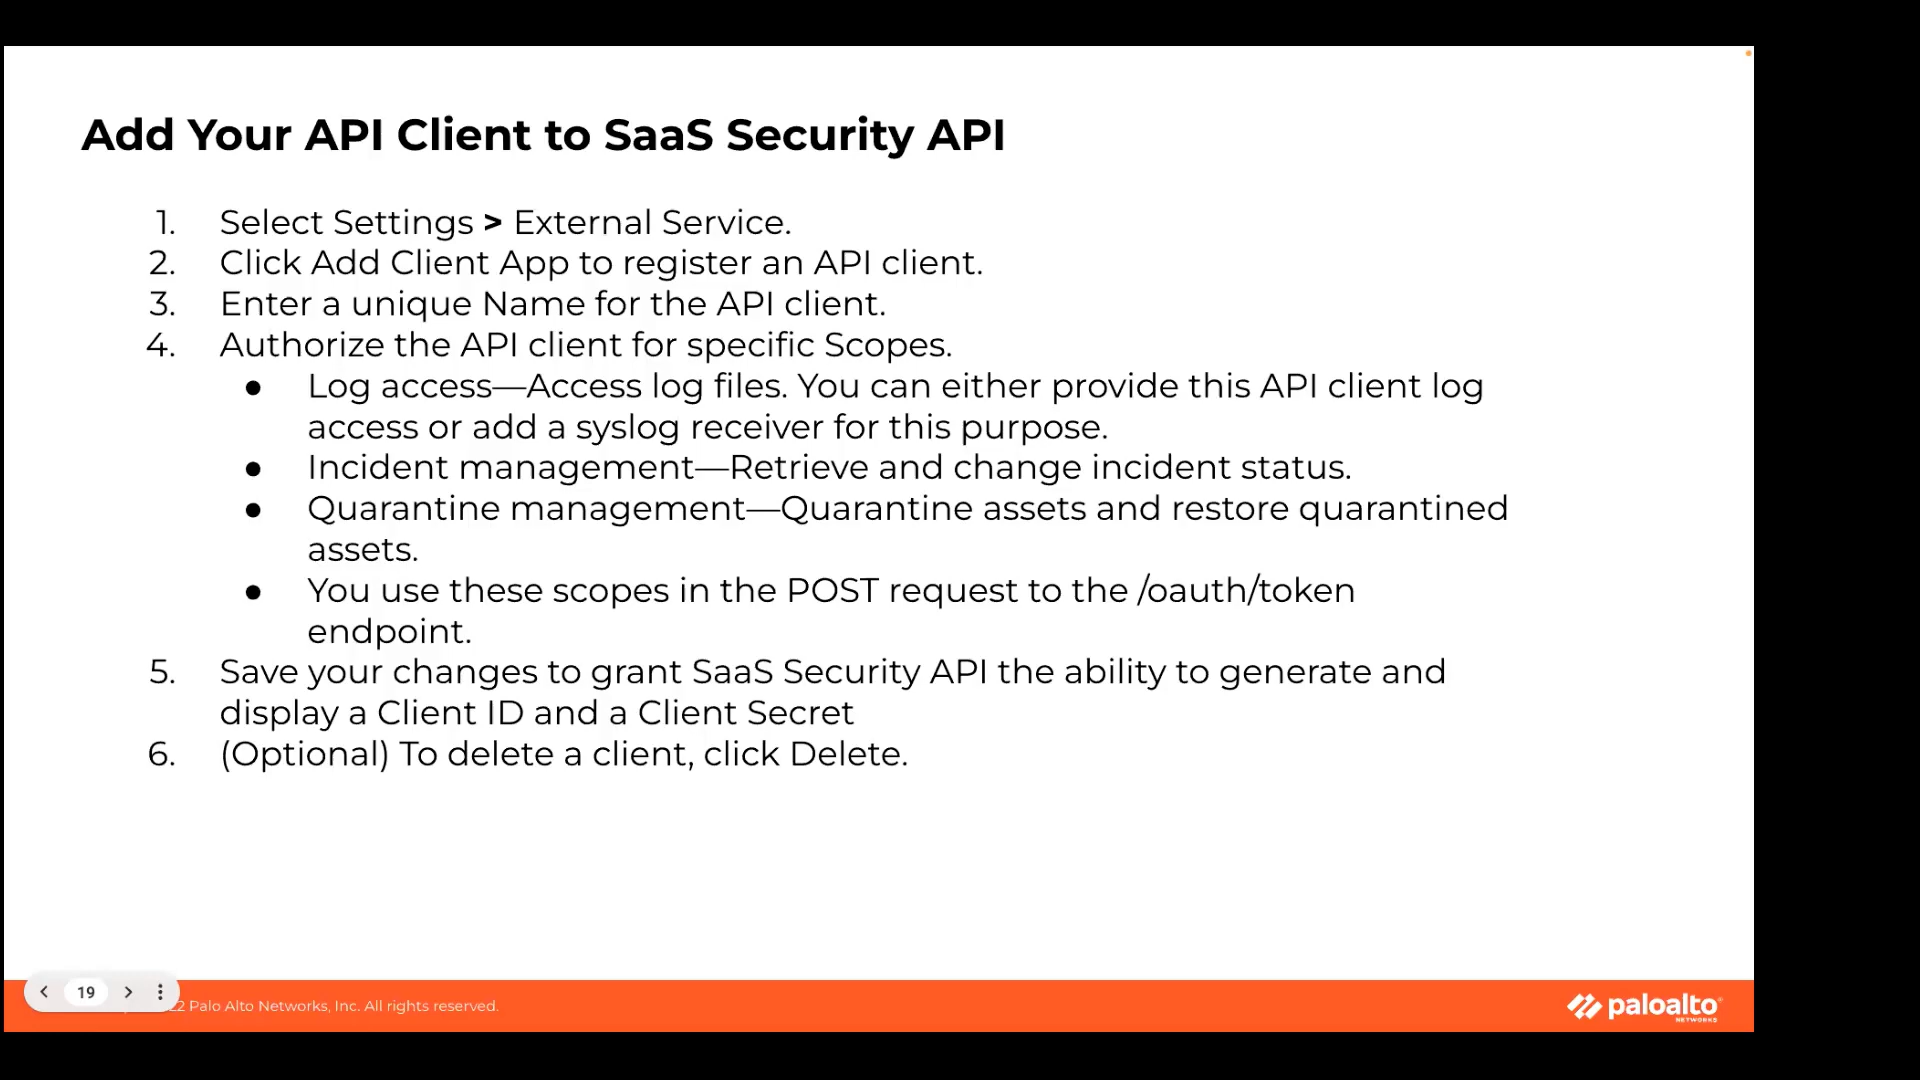 Add Your API Client to SaaS Security API
1. Select Settings > External Service.
2. Click Add Client App to register an API client.
3. Enter a unique Name for the API client.
4. Authorize the API client for specific Scopes.
● Log access—Access log files. You can either provide this API client log
access or add a syslog receiver for this purpose.
● Incident management—Retrieve and change incident status.
● Quarantine management—Quarantine assets and restore quarantined
assets.
● You use these scopes in the POST request to the /oauth/token
endpoint.
5. Save your changes to grant SaaS Security API the ability to generate and
display a Client ID and a Client Secret
6. (Optional) To delete a client, click Delete.
19
2 Palo Alto Networks, Inc. All rights reserved.
paloalto
NETWORKS